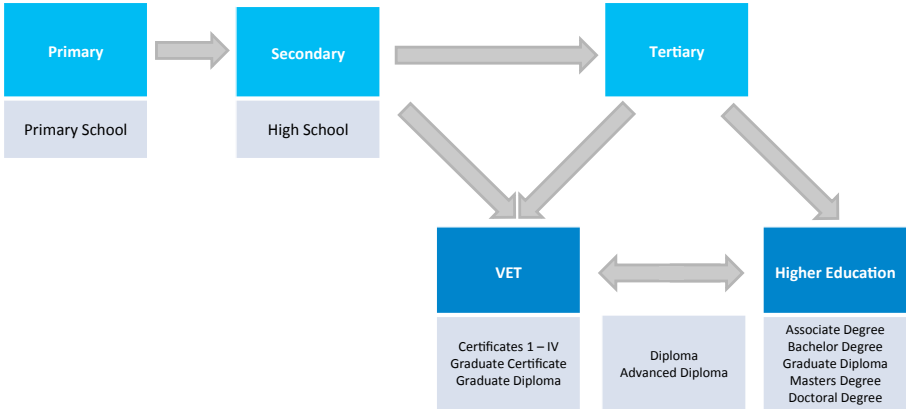 Primary
Secondary
Tertiary
Primary School
High School
VET
Higher Education
Certificates 1 – IV
Graduate Certificate
Graduate Diploma
Diploma
Advanced Diploma
Associate Degree
Bachelor Degree
Graduate Diploma
Masters Degree
Doctoral Degree